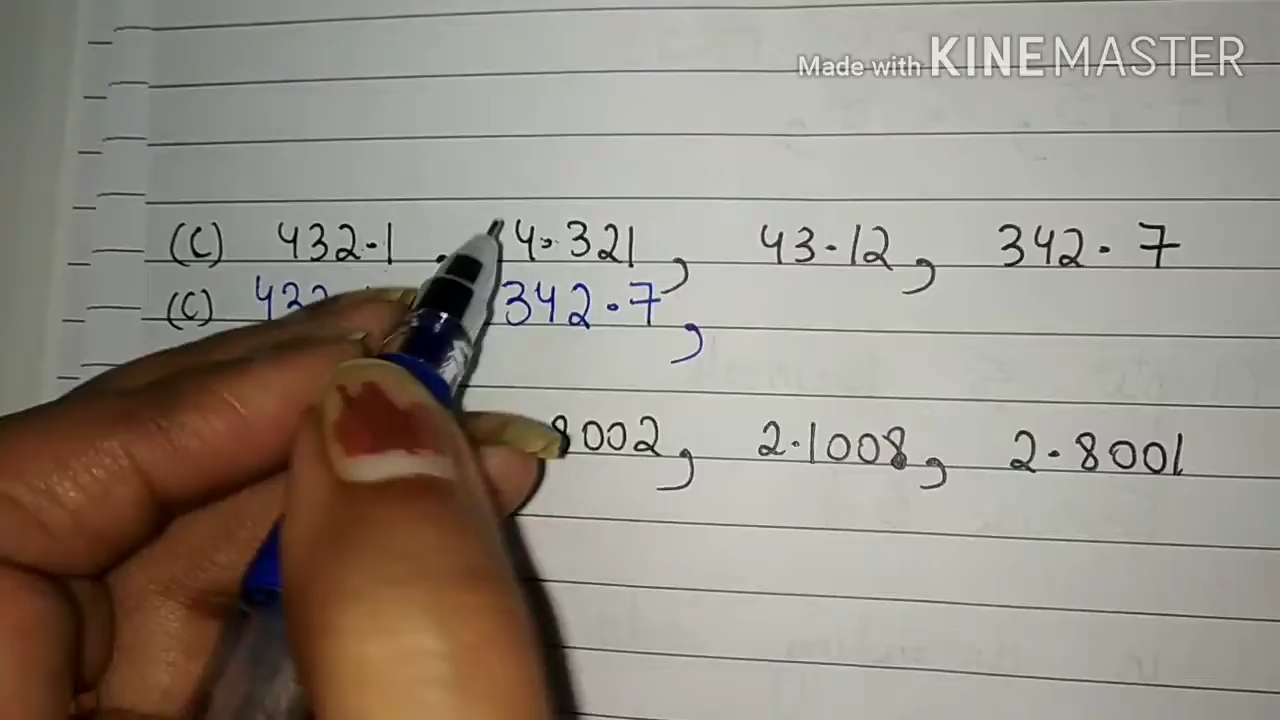 Made with KINEMASTER
(C) 432.1 4.321, 43.12, 342.7
(C) 342.7,
8002, 2.1008, 2.8001